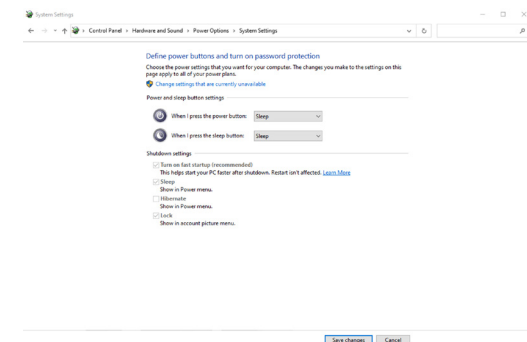 System Settings
Control Panel > Hardware and Sound > Power Options > System Settings
Define power buttons and turn on password protection
Choose the power settings that you want for your computer. The changes you make to the settings on this
page apply to all of your power plans.
Change settings that are currently unavailable
Power and sleep button settings
When I press the power button: Sleep
When I press the sleep button: Sleep
Shutdown settings
Turn on fast startup (recommended)
This helps start your PC faster after shutdown. Restart isn't affected. Learn More
Sleep
Show in Power menu.
Hibernate
Show in Power menu.
Lock
Show in account picture menu.
Save changes Cancel